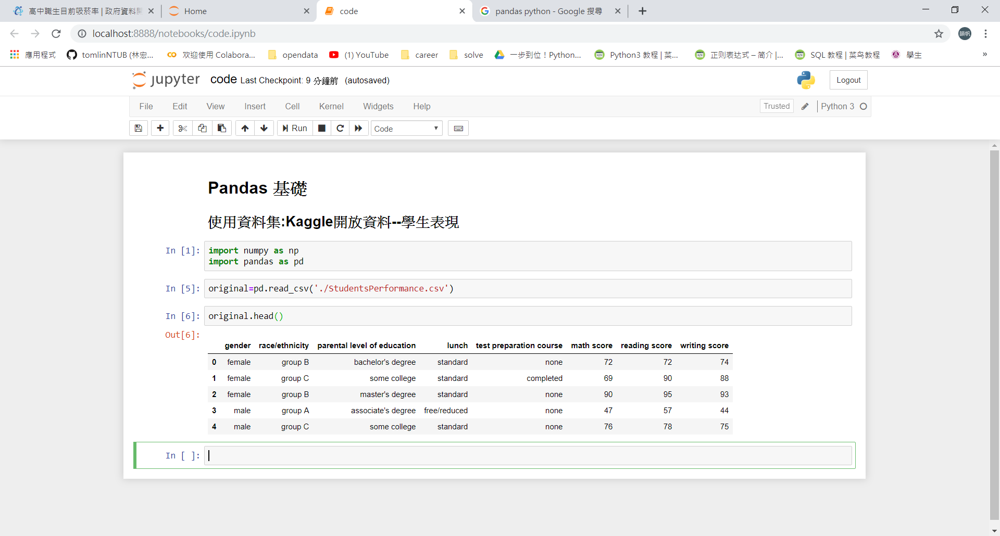 高中職生目前吸菸率 | 政府資料開
Home
code
pandas python - Google 搜尋
localhost:8888/notebooks/code.ipynb
應用程式
tomlinNTUB (林宏...
欢迎使用 Colabora...
opendata
(1) YouTube
career
solve
一步到位！Python...
Python3 教程 | 菜...
正则表达式 – 简介 |...
SQL 教程 | 菜鸟教程
學生
»
jupyter code Last Checkpoint: 9 分鐘前 (autosaved)
Logout
File Edit View Insert Cell Kernel Widgets Help
Trusted Python 3
Run Code
Pandas 基礎
使用資料集:Kaggle開放資料--學生表現
In [1]: import numpy as np
import pandas as pd
In [5]: original=pd.read_csv('./StudentsPerformance.csv')
In [6]: original.head()
Out[6]:
gender race/ethnicity parental level of education lunch test preparation course math score reading score writing score
0 female group B bachelor's degree standard none 72 72 74
1 female group C some college standard completed 69 90 88
2 female group B master's degree standard none 90 95 93
3 male group A associate's degree free/reduced none 47 57 44
4 male group C some college standard none 76 78 75
In [ ]: